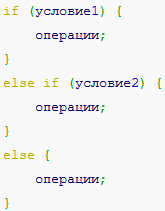 if (условие1) {
операции;
}
else if (условие2) {
операции;
}
else {
операции;
}